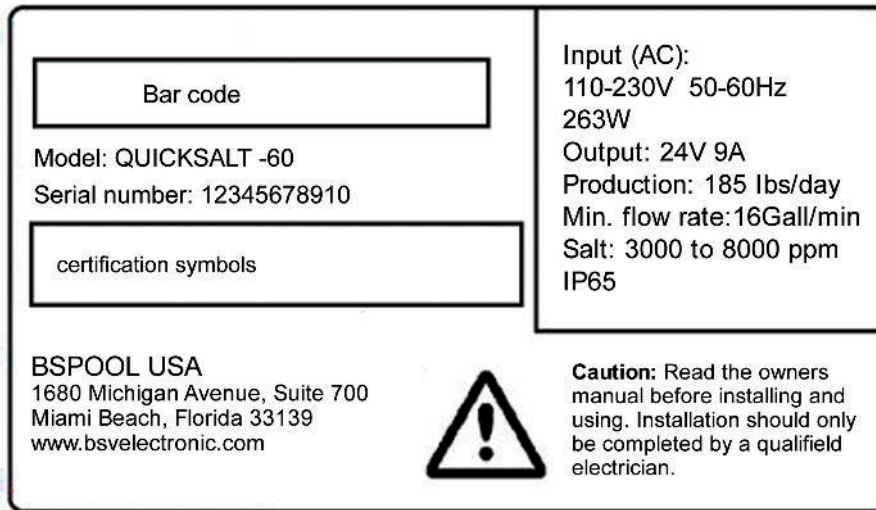 Bar code
Model: QUICKSALT -60
Serial number: 12345678910
certification symbols
Input (AC):
110-230V 50-60Hz
263W
Output: 24V 9A
Production: 185 lbs/day
Min. flow rate:16Gall/min
Salt: 3000 to 8000 ppm
IP65
BSPOOL USA
1680 Michigan Avenue, Suite 700
Miami Beach, Florida 33139
www.bsvelectronic.com
Caution: Read the owners
manual before installing and
using. Installation should only
be completed by a qualifield
electrician.